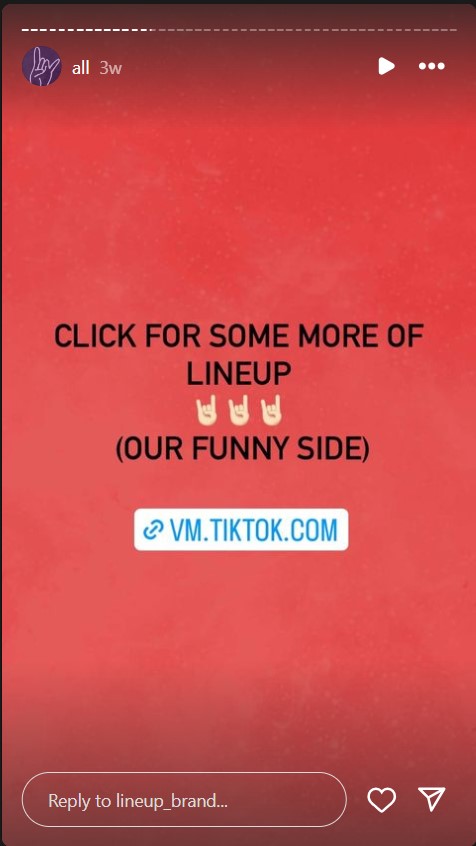 all 3w
CLICK FOR SOME MORE OF
LINEUP
🤘🏻🤘🏻🤘🏻
(OUR FUNNY SIDE)
VM.TIKTOK.COM
Reply to lineup_brand...